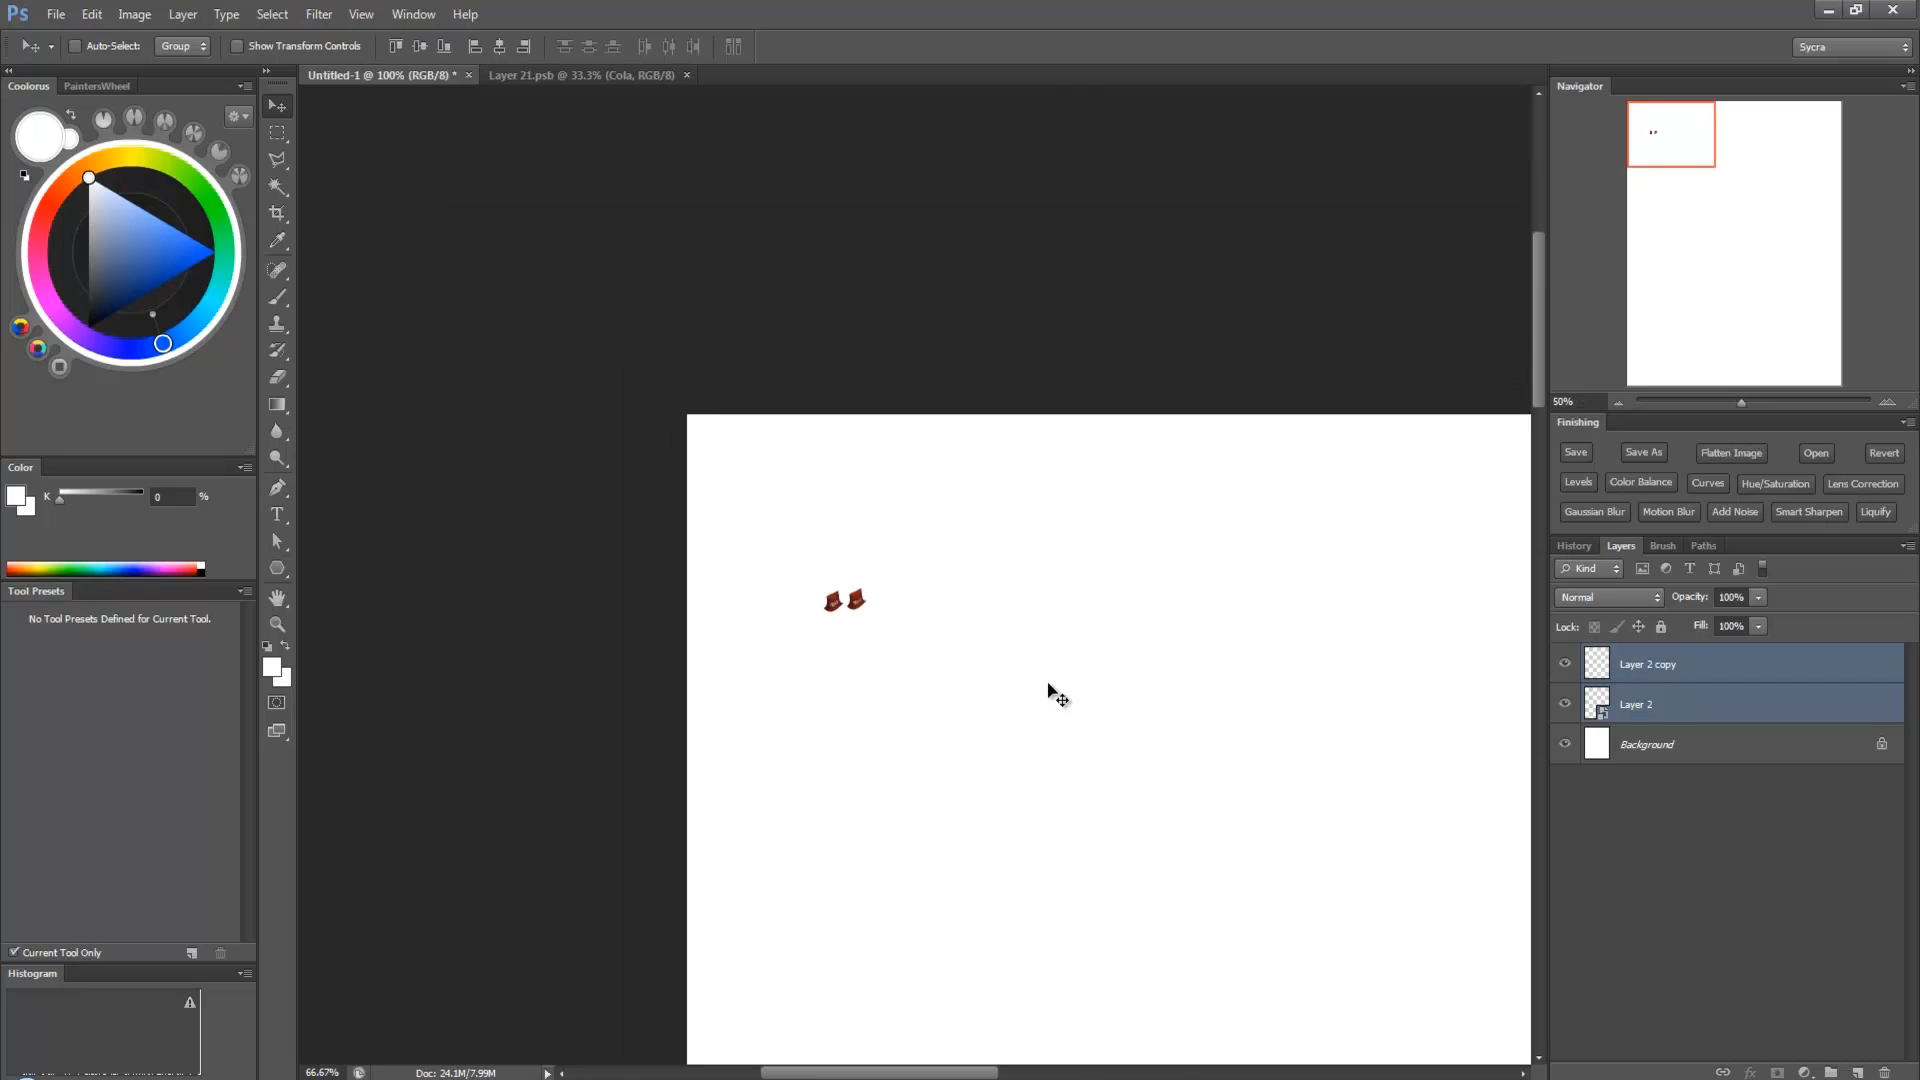 Ps File Edit Image Layer Type Select Filter View Window Help
Auto-Select: Group Show Transform Controls Sycra
Untitled-1 @ 100% (RGB/8) * × Layer 21.psb @ 33.3% (Cola, RGB/8) ×
Coolorus PaintersWheel
Navigator
50%
Finishing
Save Save As Flatten Image Open Revert
Levels Color Balance Curves Hue/Saturation Lens Correction
Gaussian Blur Motion Blur Add Noise Smart Sharpen Liquify
Color
K 0 %
Tool Presets
No Tool Presets Defined for Current Tool.
History Layers Brush Paths
Kind
Normal Opacity: 100%
Lock: Fill: 100%
Layer 2 copy
Layer 2
Background
Current Tool Only
Histogram
66.67% Doc: 24.1M/7.99M